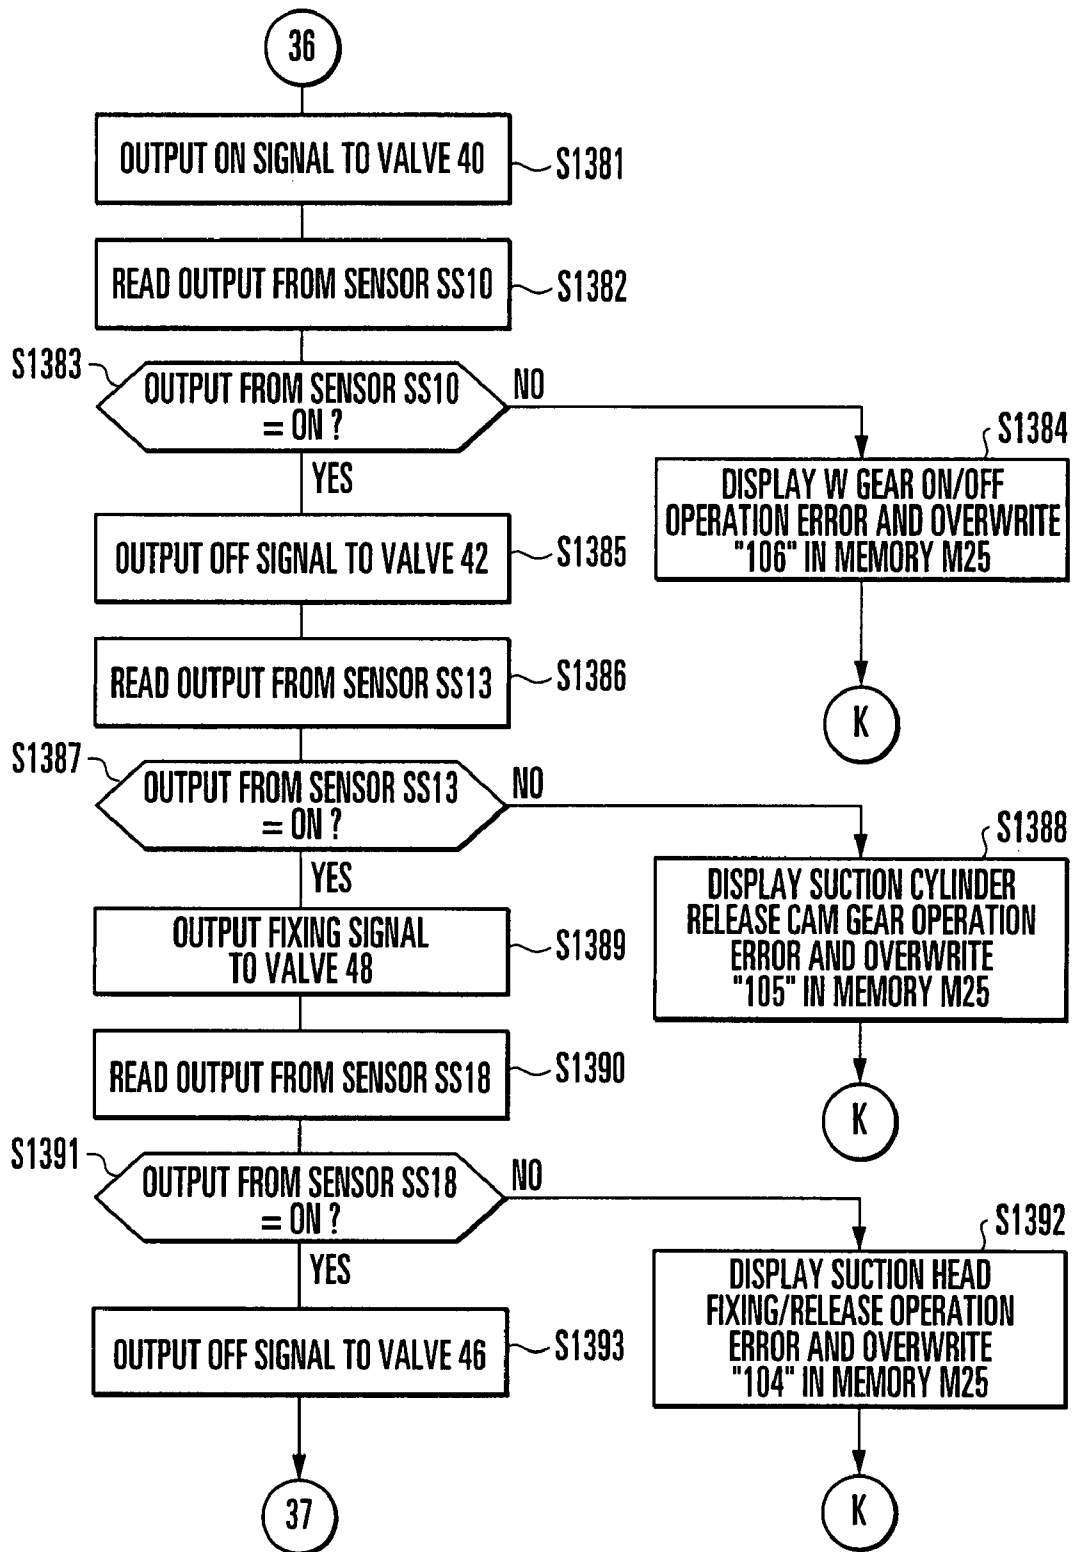 36
OUTPUT ON SIGNAL TO VALVE 40
S1381
READ OUTPUT FROM SENSOR SS10
S1382
S1383
OUTPUT FROM SENSOR SS10
= ON ?
NO
YES
S1384
DISPLAY W GEAR ON/OFF
OPERATION ERROR AND OVERWRITE
"106" IN MEMORY M25
K
OUTPUT OFF SIGNAL TO VALVE 42
S1385
READ OUTPUT FROM SENSOR SS13
S1386
S1387
OUTPUT FROM SENSOR SS13
= ON ?
NO
YES
S1388
DISPLAY SUCTION CYLINDER
RELEASE CAM GEAR OPERATION
ERROR AND OVERWRITE
"105" IN MEMORY M25
K
OUTPUT FIXING SIGNAL
TO VALVE 48
S1389
READ OUTPUT FROM SENSOR SS18
S1390
S1391
OUTPUT FROM SENSOR SS18
= ON ?
NO
YES
S1392
DISPLAY SUCTION HEAD
FIXING/RELEASE OPERATION
ERROR AND OVERWRITE
"104" IN MEMORY M25
K
OUTPUT OFF SIGNAL TO VALVE 46
S1393
37